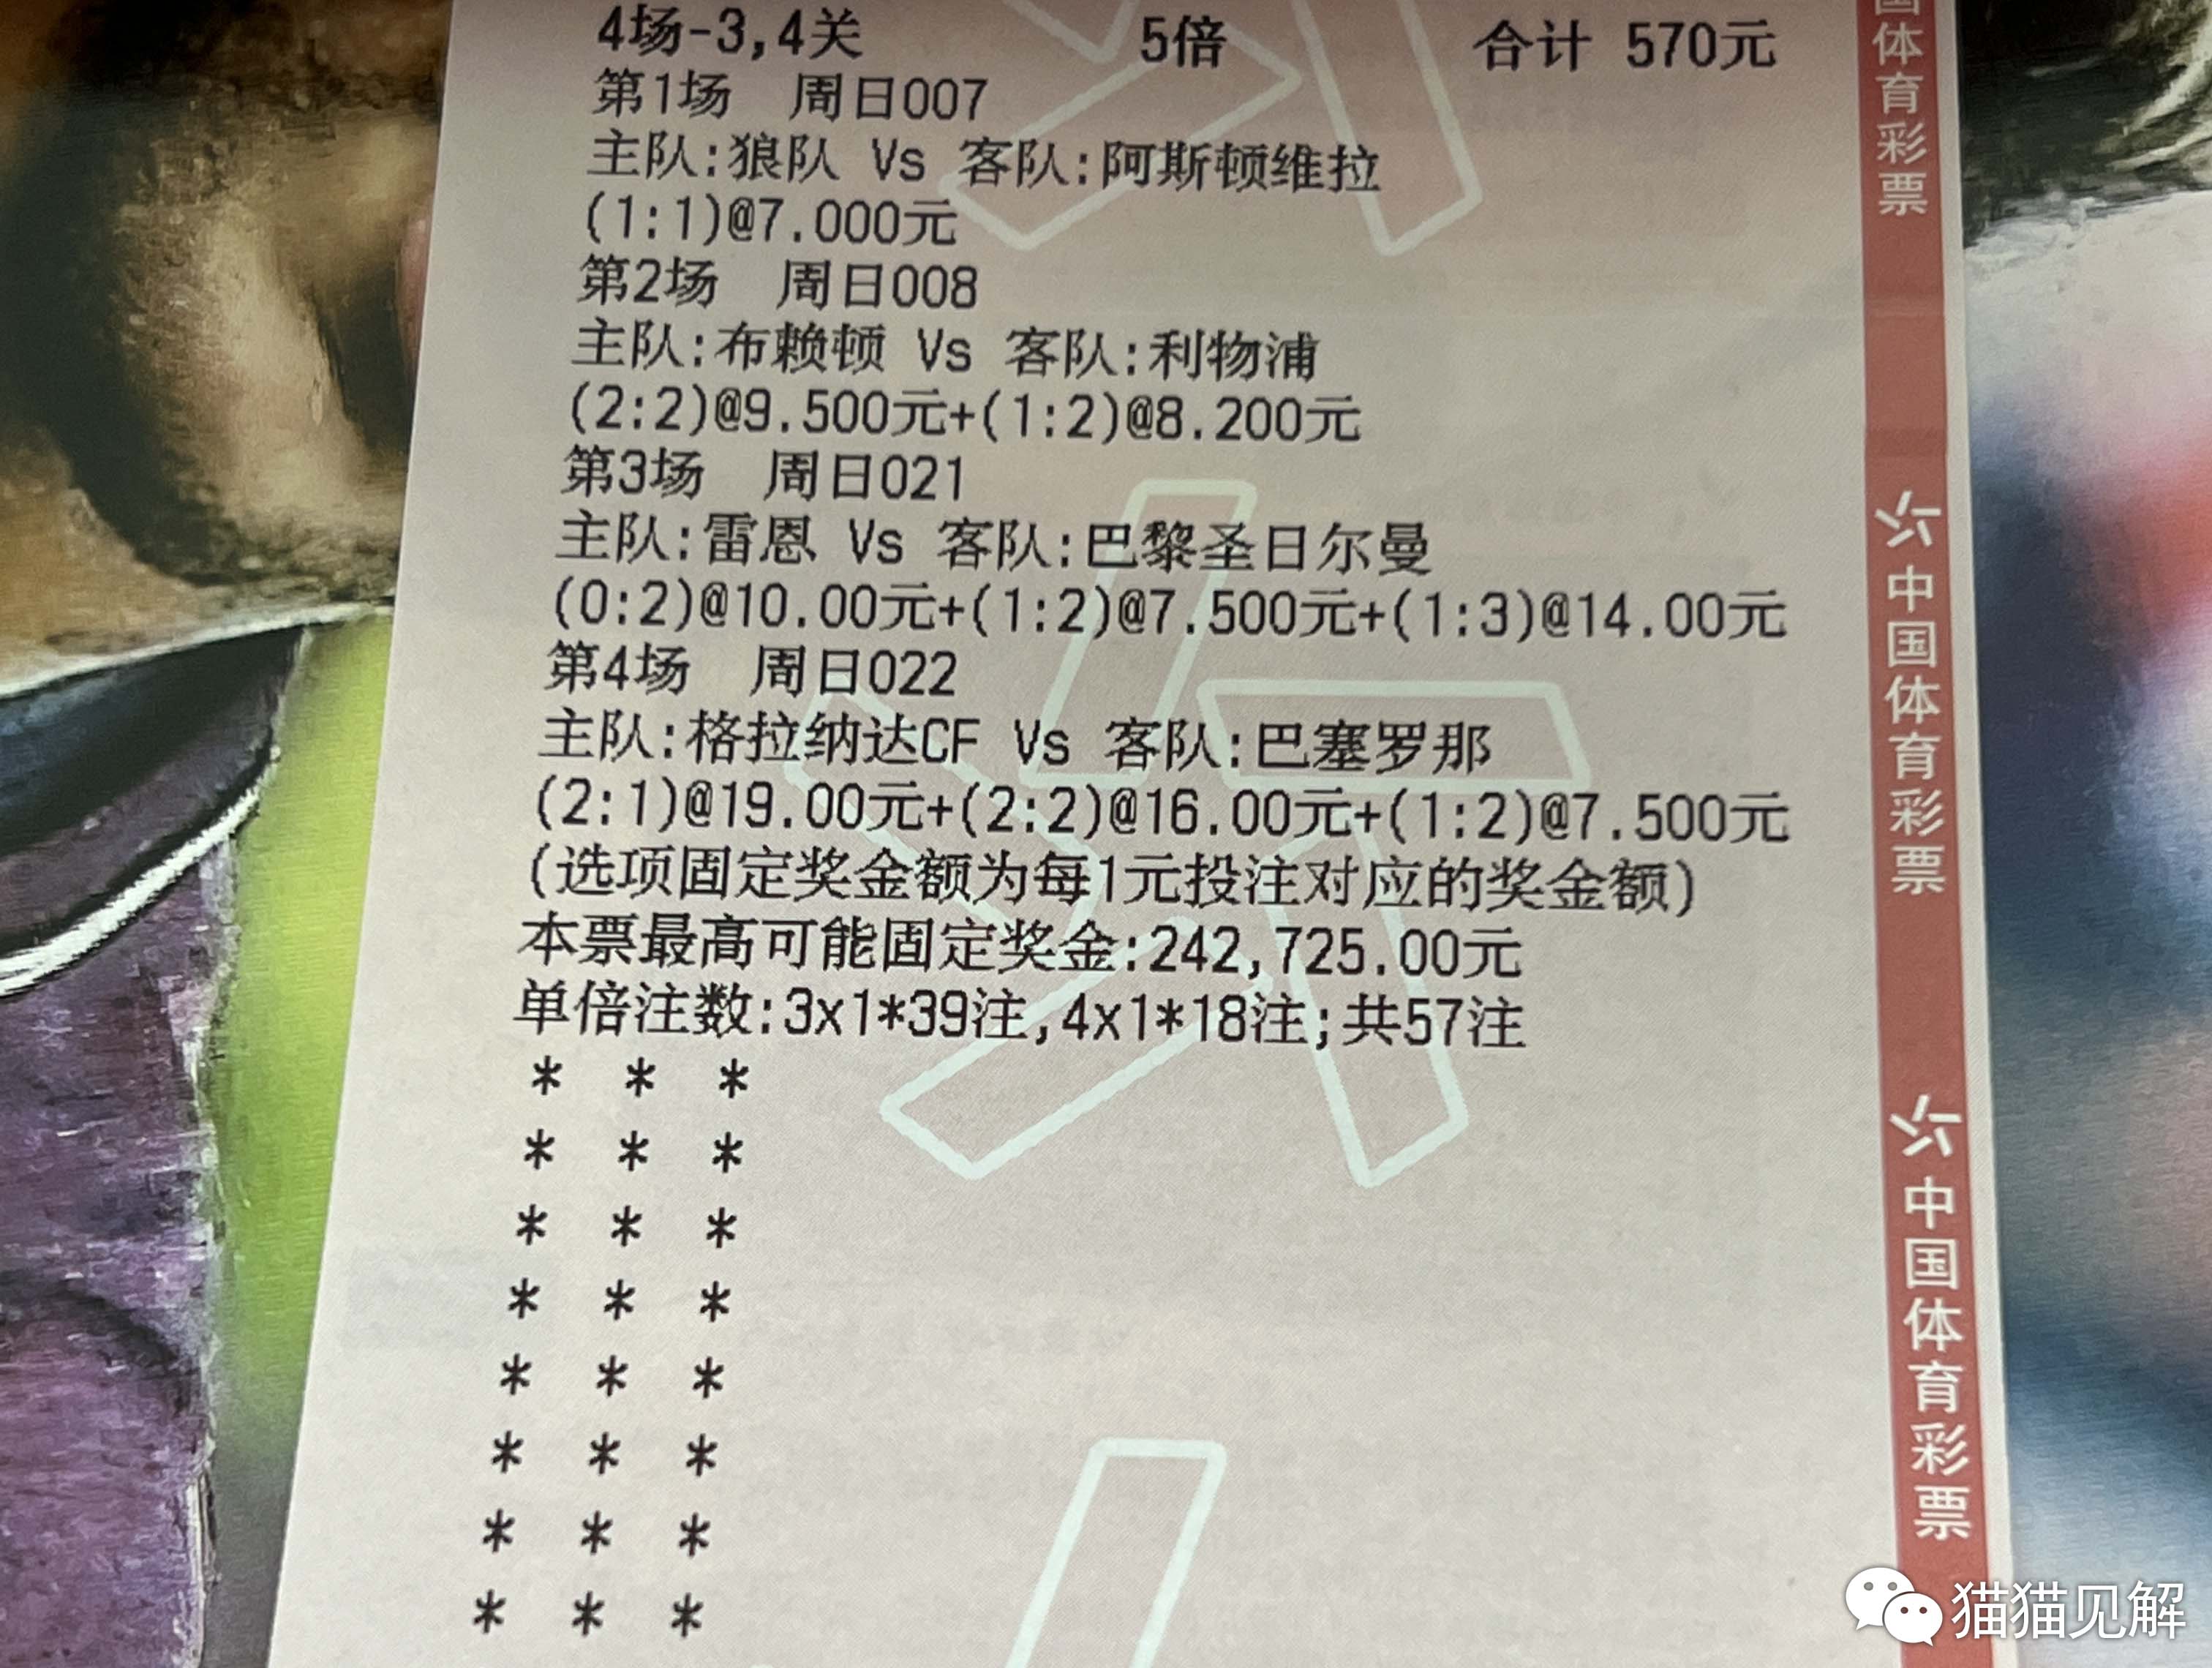 4场-3,4关 5倍 合计 570元
第1场 周日007
主队:狼队 Vs 客队:阿斯顿维拉
(1:1)@7.000元
第2场 周日008
主队:布赖顿 Vs 客队:利物浦
(2:2)@9.500元+(1:2)@8.200元
第3场 周日021
主队:雷恩 Vs 客队:巴黎圣日尔曼
(0:2)@10.00元+(1:2)@7.500元+(1:3)@14.00元
第4场 周日022
主队:格拉纳达CF Vs 客队:巴塞罗那
(2:1)@19.00元+(2:2)@16.00元+(1:2)@7.500元
(选项固定奖金额为每1元投注对应的奖金额)
本票最高可能固定奖金:242,725.00元
单倍注数:3x1*39注,4x1*18注;共57注
* * *
* * *
* * *
* * *
* * *
* * *
* * *
* * *
国体育彩票
中国体育彩票
中国体育彩票
猫猫见解